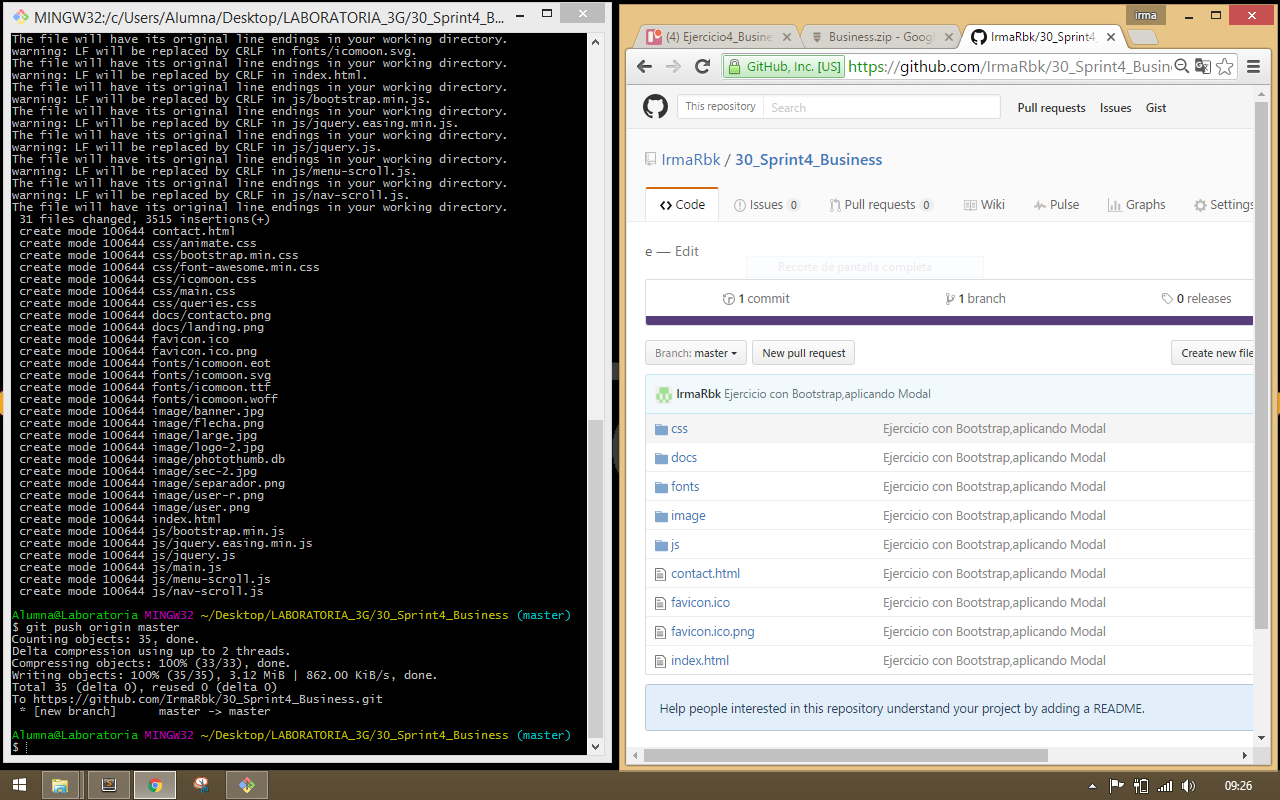 MINGW32:/c/Users/Alumna/Desktop/LABORATORIA_3G/30_Sprint4_B...
The file will have its original line endings in your working directory.
warning: LF will be replaced by CRLF in fonts/icomoon.svg.
The file will have its original line endings in your working directory.
warning: LF will be replaced by CRLF in index.html.
The file will have its original line endings in your working directory.
warning: LF will be replaced by CRLF in js/bootstrap.min.js.
The file will have its original line endings in your working directory.
warning: LF will be replaced by CRLF in js/jquery.easing.min.js.
The file will have its original line endings in your working directory.
warning: LF will be replaced by CRLF in js/jquery.js.
The file will have its original line endings in your working directory.
warning: LF will be replaced by CRLF in js/menu-scroll.js.
The file will have its original line endings in your working directory.
warning: LF will be replaced by CRLF in js/nav-scroll.js.
The file will have its original line endings in your working directory.
31 files changed, 3515 insertions(+)
create mode 100644 contact.html
create mode 100644 css/animate.css
create mode 100644 css/bootstrap.min.css
create mode 100644 css/font-awesome.min.css
create mode 100644 css/icomoon.css
create mode 100644 css/main.css
create mode 100644 css/queries.css
create mode 100644 docs/contacto.png
create mode 100644 docs/landing.png
create mode 100644 favicon.ico
create mode 100644 favicon.ico.png
create mode 100644 fonts/icomoon.eot
create mode 100644 fonts/icomoon.svg
create mode 100644 fonts/icomoon.ttf
create mode 100644 fonts/icomoon.woff
create mode 100644 image/banner.jpg
create mode 100644 image/flecha.png
create mode 100644 image/large.jpg
create mode 100644 image/logo-2.jpg
create mode 100644 image/photothumb.db
create mode 100644 image/sec-2.jpg
create mode 100644 image/separador.png
create mode 100644 image/user-r.png
create mode 100644 image/user.png
create mode 100644 index.html
create mode 100644 js/bootstrap.min.js
create mode 100644 js/jquery.easing.min.js
create mode 100644 js/jquery.js
create mode 100644 js/main.js
create mode 100644 js/menu-scroll.js
create mode 100644 js/nav-scroll.js
Alumna@Laboratoria MINGW32 ~/Desktop/LABORATORIA_3G/30_Sprint4_Business (master)
$ git push origin master
Counting objects: 35, done.
Delta compression using up to 2 threads.
Compressing objects: 100% (33/33), done.
Writing objects: 100% (35/35), 3.12 MiB | 862.00 KiB/s, done.
Total 35 (delta 0), reused 0 (delta 0)
To https://github.com/IrmaRbk/30_Sprint4_Business.git
* [new branch] master -> master
Alumna@Laboratoria MINGW32 ~/Desktop/LABORATORIA_3G/30_Sprint4_Business (master)
$
irma
(4) Ejercicio4_Busine
Business.zip - Googl
IrmaRbk/30_Sprint4_
GitHub, Inc. [US] https://github.com/IrmaRbk/30_Sprint4_Busin
This repository Search Pull requests Issues Gist
IrmaRbk / 30_Sprint4_Business
Code Issues 0 Pull requests 0 Wiki Pulse Graphs Settings
e — Edit
Recorte de pantalla completa
1 commit 1 branch 0 releases
Branch: master New pull request Create new file
IrmaRbk Ejercicio con Bootstrap,aplicando Modal
css Ejercicio con Bootstrap,aplicando Modal
docs Ejercicio con Bootstrap,aplicando Modal
fonts Ejercicio con Bootstrap,aplicando Modal
image Ejercicio con Bootstrap,aplicando Modal
js Ejercicio con Bootstrap,aplicando Modal
contact.html Ejercicio con Bootstrap,aplicando Modal
favicon.ico Ejercicio con Bootstrap,aplicando Modal
favicon.ico.png Ejercicio con Bootstrap,aplicando Modal
index.html Ejercicio con Bootstrap,aplicando Modal
Help people interested in this repository understand your project by adding a README.
09:26